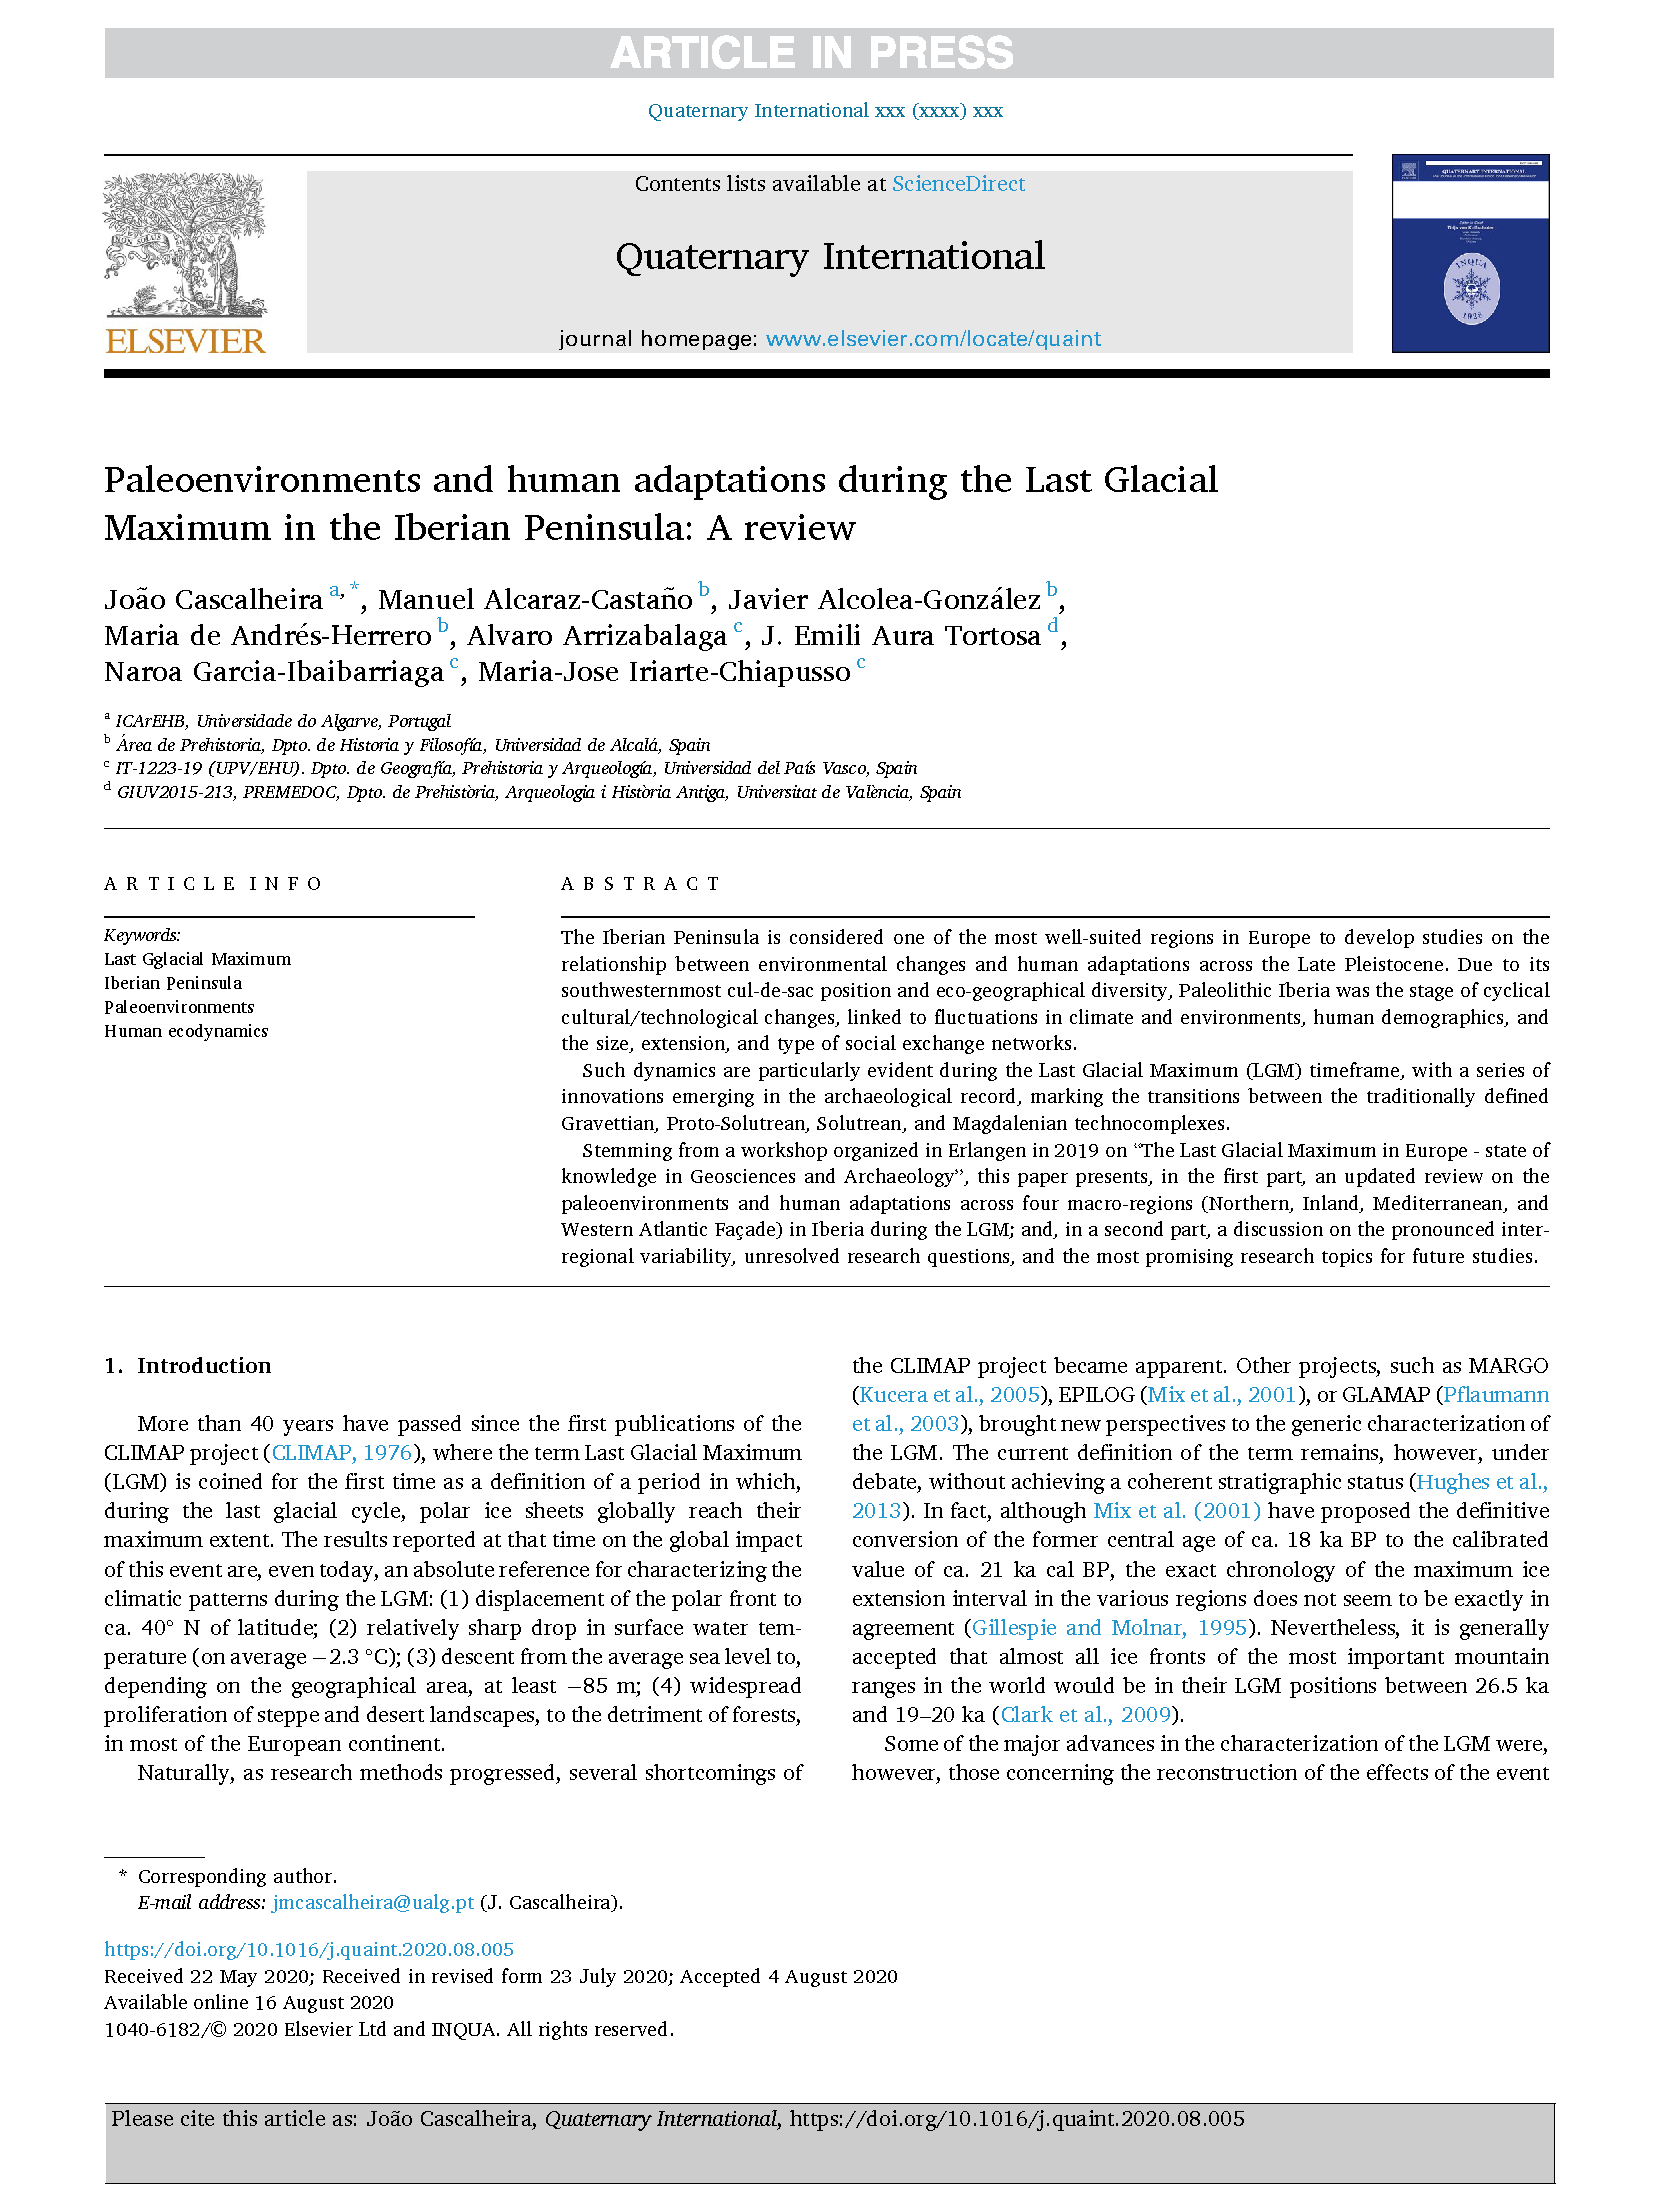 ARTICLE IN PRESS
Quaternary International xxx (xxxx) xxx
Contents lists available at ScienceDirect
Quaternary International
journal homepage: www.elsevier.com/locate/quaint
ELSEVIER
QUATERNARY INTERNATIONAL
INQUA
1928
Paleoenvironments and human adaptations during the Last Glacial
Maximum in the Iberian Peninsula: A review
João Cascalheira a, *, Manuel Alcaraz-Castaño b, Javier Alcolea-González b,
Maria de Andrés-Herrero b, Alvaro Arrizabalaga c, J. Emili Aura Tortosa d,
Naroa Garcia-Ibaibarriaga c, Maria-Jose Iriarte-Chiapusso c
a ICArEHB, Universidade do Algarve, Portugal
b Área de Prehistoria, Dpto. de Historia y Filosofía, Universidad de Alcalá, Spain
c IT-1223-19 (UPV/EHU). Dpto. de Geografía, Prehistoria y Arqueología, Universidad del País Vasco, Spain
d GIUV2015-213, PREMEDOC, Dpto. de Prehistòria, Arqueologia i Història Antiga, Universitat de València, Spain
ARTICLE INFO
Keywords:
Last Gglacial Maximum
Iberian Peninsula
Paleoenvironments
Human ecodynamics
ABSTRACT
The Iberian Peninsula is considered one of the most well-suited regions in Europe to develop studies on the
relationship between environmental changes and human adaptations across the Late Pleistocene. Due to its
southwesternmost cul-de-sac position and eco-geographical diversity, Paleolithic Iberia was the stage of cyclical
cultural/technological changes, linked to fluctuations in climate and environments, human demographics, and
the size, extension, and type of social exchange networks.
Such dynamics are particularly evident during the Last Glacial Maximum (LGM) timeframe, with a series of
innovations emerging in the archaeological record, marking the transitions between the traditionally defined
Gravettian, Proto-Solutrean, Solutrean, and Magdalenian technocomplexes.
Stemming from a workshop organized in Erlangen in 2019 on “The Last Glacial Maximum in Europe - state of
knowledge in Geosciences and Archaeology”, this paper presents, in the first part, an updated review on the
paleoenvironments and human adaptations across four macro-regions (Northern, Inland, Mediterranean, and
Western Atlantic Façade) in Iberia during the LGM; and, in a second part, a discussion on the pronounced inter-
regional variability, unresolved research questions, and the most promising research topics for future studies.
1. Introduction
More than 40 years have passed since the first publications of the
CLIMAP project (CLIMAP, 1976), where the term Last Glacial Maximum
(LGM) is coined for the first time as a definition of a period in which,
during the last glacial cycle, polar ice sheets globally reach their
maximum extent. The results reported at that time on the global impact
of this event are, even today, an absolute reference for characterizing the
climatic patterns during the LGM: (1) displacement of the polar front to
ca. 40° N of latitude; (2) relatively sharp drop in surface water tem-
perature (on average −2.3 °C); (3) descent from the average sea level to,
depending on the geographical area, at least −85 m; (4) widespread
proliferation of steppe and desert landscapes, to the detriment of forests,
in most of the European continent.
Naturally, as research methods progressed, several shortcomings of
the CLIMAP project became apparent. Other projects, such as MARGO
(Kucera et al., 2005), EPILOG (Mix et al., 2001), or GLAMAP (Pflaumann
et al., 2003), brought new perspectives to the generic characterization of
the LGM. The current definition of the term remains, however, under
debate, without achieving a coherent stratigraphic status (Hughes et al.,
2013). In fact, although Mix et al. (2001) have proposed the definitive
conversion of the former central age of ca. 18 ka BP to the calibrated
value of ca. 21 ka cal BP, the exact chronology of the maximum ice
extension interval in the various regions does not seem to be exactly in
agreement (Gillespie and Molnar, 1995). Nevertheless, it is generally
accepted that almost all ice fronts of the most important mountain
ranges in the world would be in their LGM positions between 26.5 ka
and 19–20 ka (Clark et al., 2009).
Some of the major advances in the characterization of the LGM were,
however, those concerning the reconstruction of the effects of the event
* Corresponding author.
E-mail address: jmcascalheira@ualg.pt (J. Cascalheira).
https://doi.org/10.1016/j.quaint.2020.08.005
Received 22 May 2020; Received in revised form 23 July 2020; Accepted 4 August 2020
Available online 16 August 2020
1040-6182/© 2020 Elsevier Ltd and INQUA. All rights reserved.
Please cite this article as: João Cascalheira, Quaternary International, https://doi.org/10.1016/j.quaint.2020.08.005